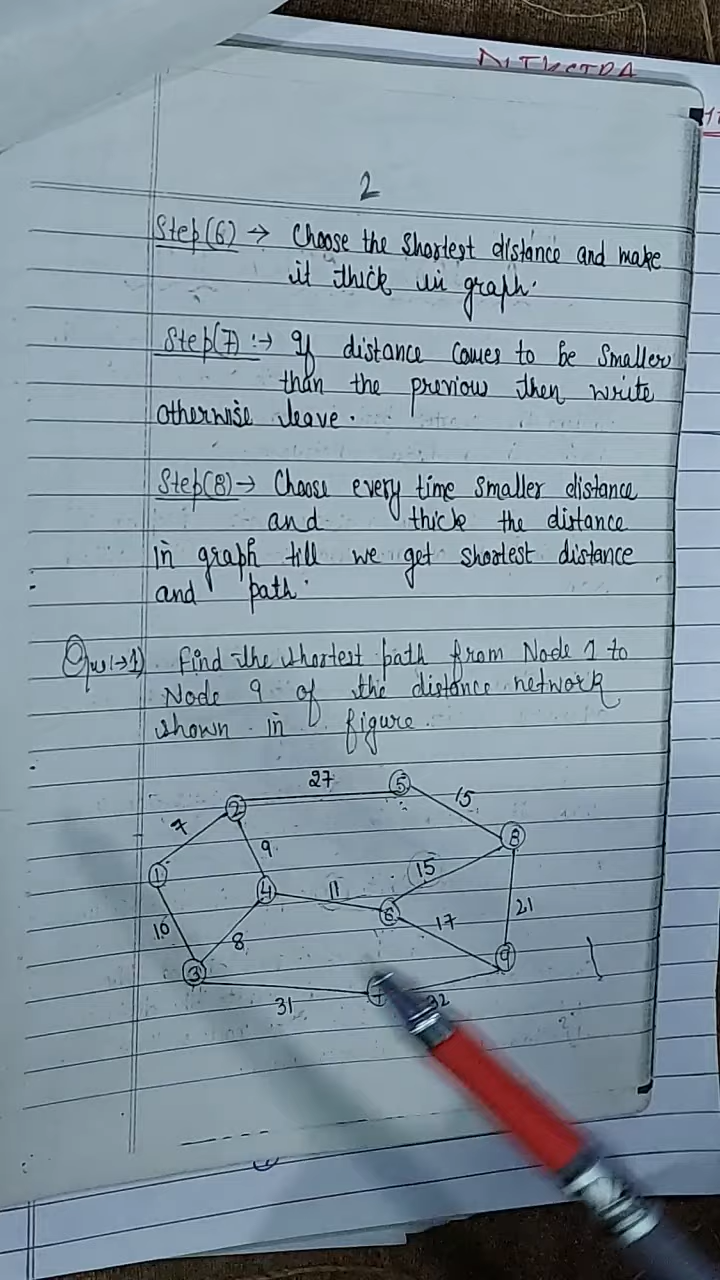 2
Step(6) → Choose the shortest distance and make
it thick in graph.
Step(7) :→ If distance comes to be smaller
than the previous then write
otherwise leave.
Step(8)→ Choose every time smaller distance
and thick the distance
in graph till we get shortest distance
and path.
Find the shortest path from Node 1 to
Node 9 of the distance network
shown in figure.
27 5 15
2
7 8
9 15
1 4 11
6 17 21
10 8 9
3
31 32